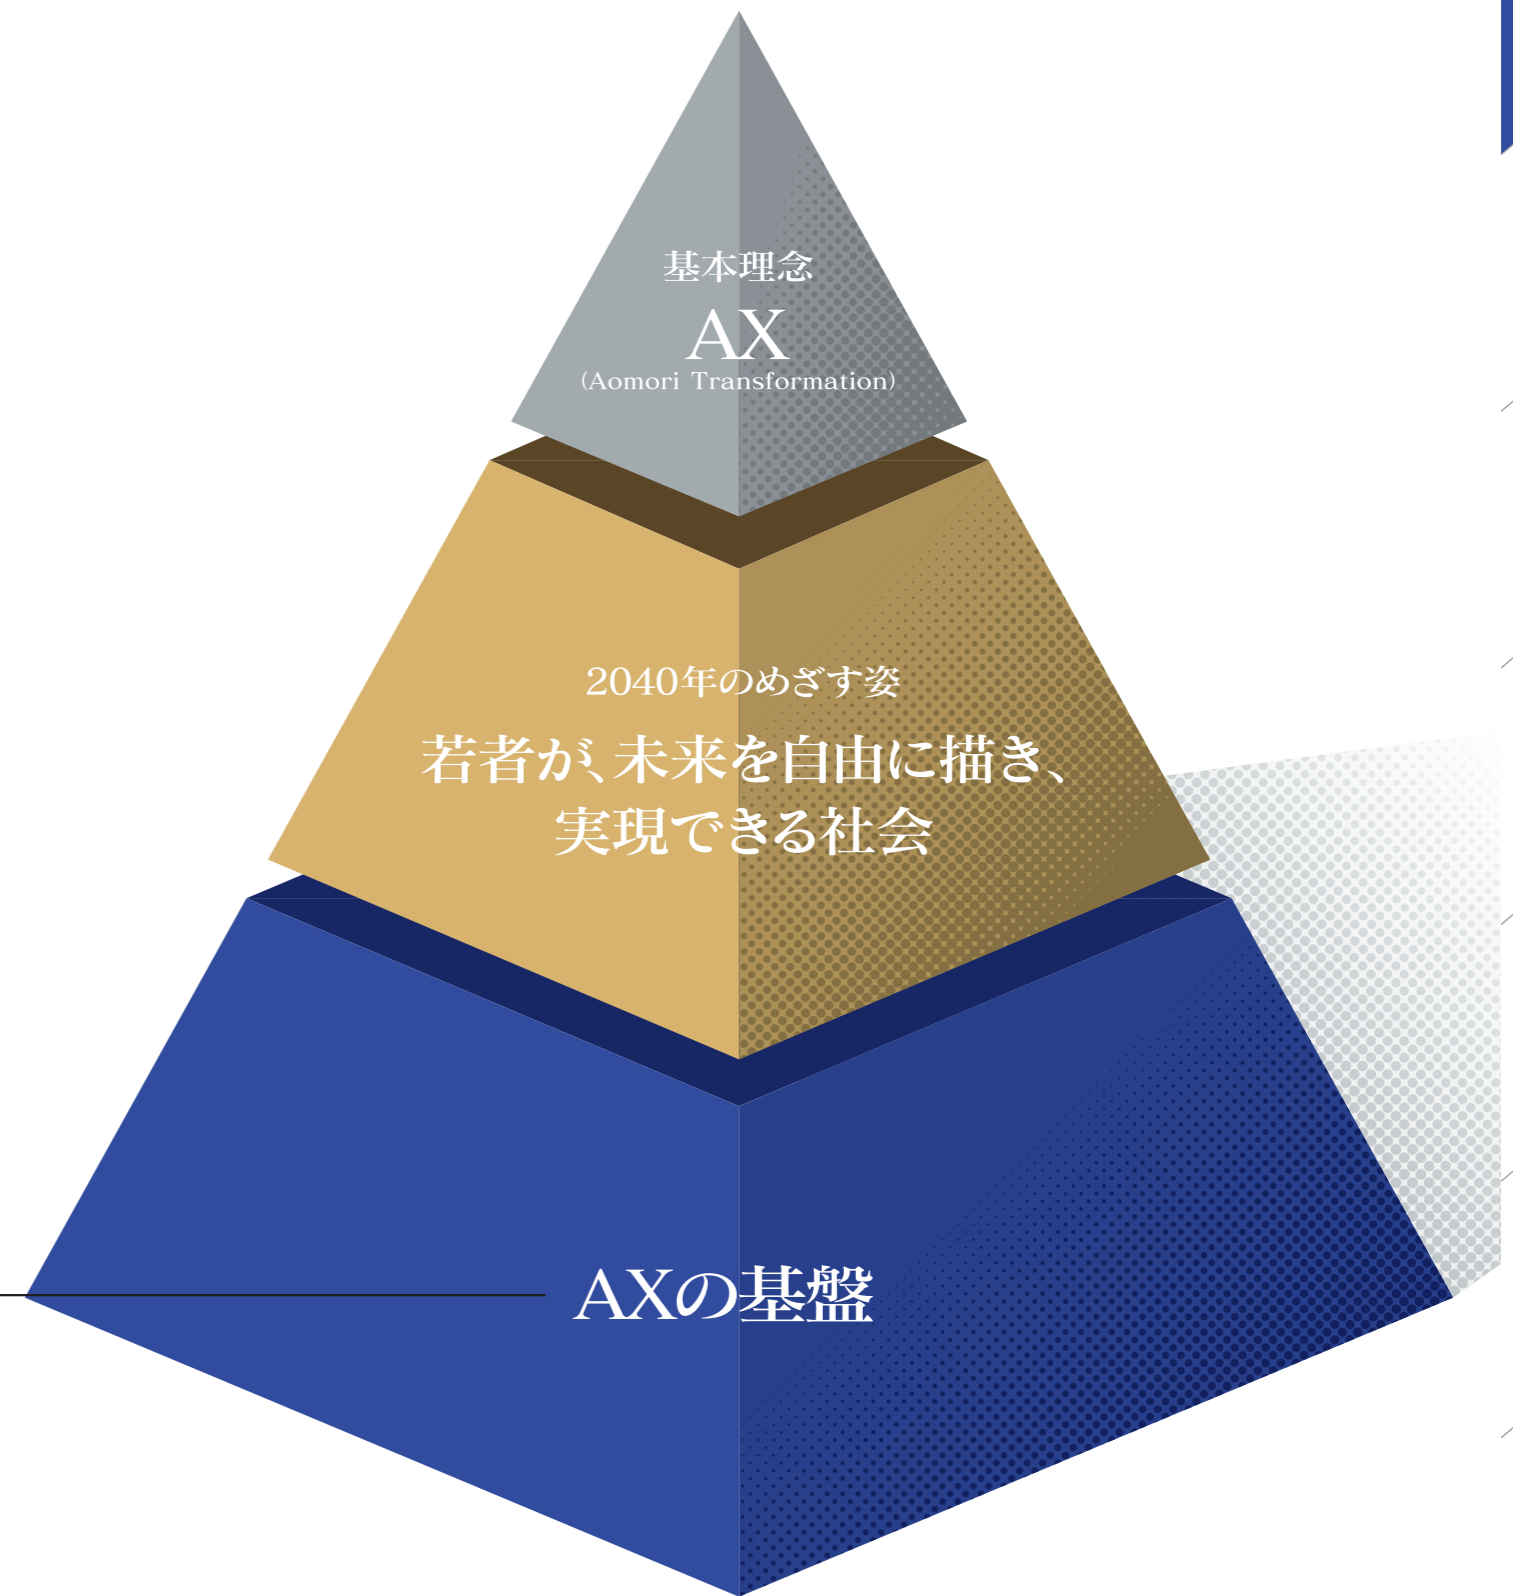 基本理念
AX
(Aomori Transformation)
2040年のめざす姿
若者が、未来を自由に描き、
実現できる社会
AXの基盤